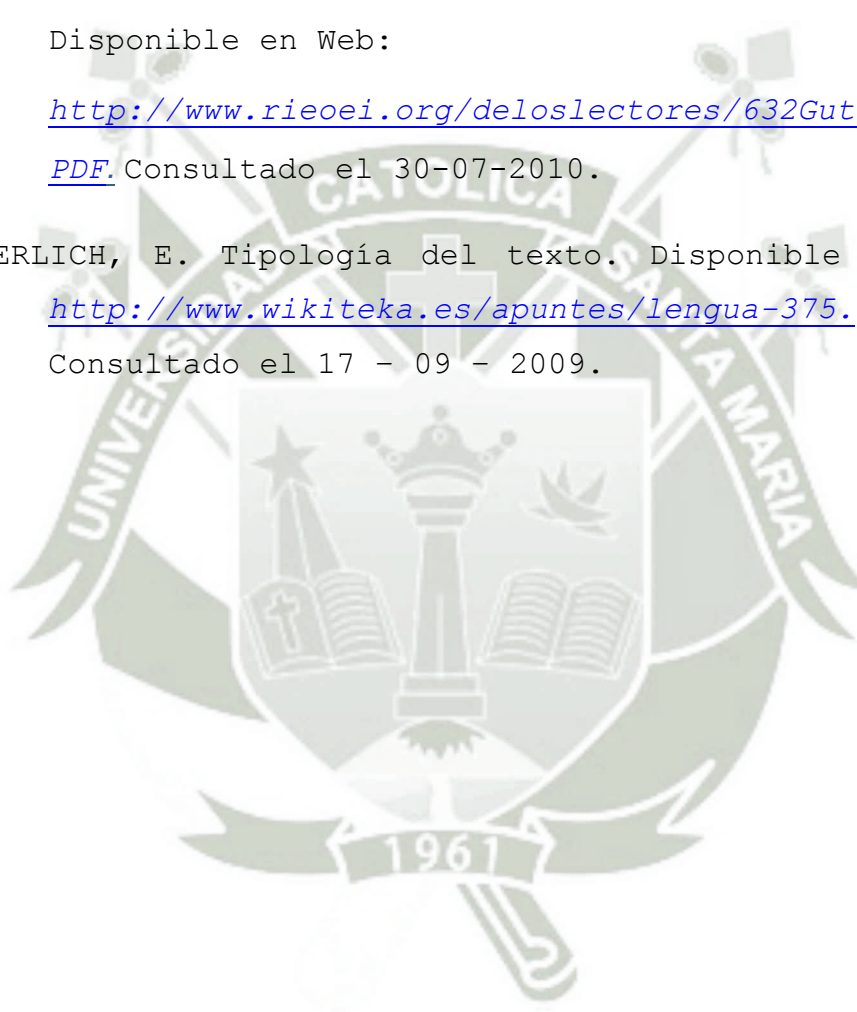 Disponible en Web:
http://www.rieoei.org/deloslectores/632Gut
PDF. Consultado el 30-07-2010.
ERLICH, E. Tipología del texto. Disponible
http://www.wikiteka.es/apuntes/lengua-375.
Consultado el 17 – 09 – 2009.
UNIVERSIDAD CATOLICA SANTA MARIA
1961